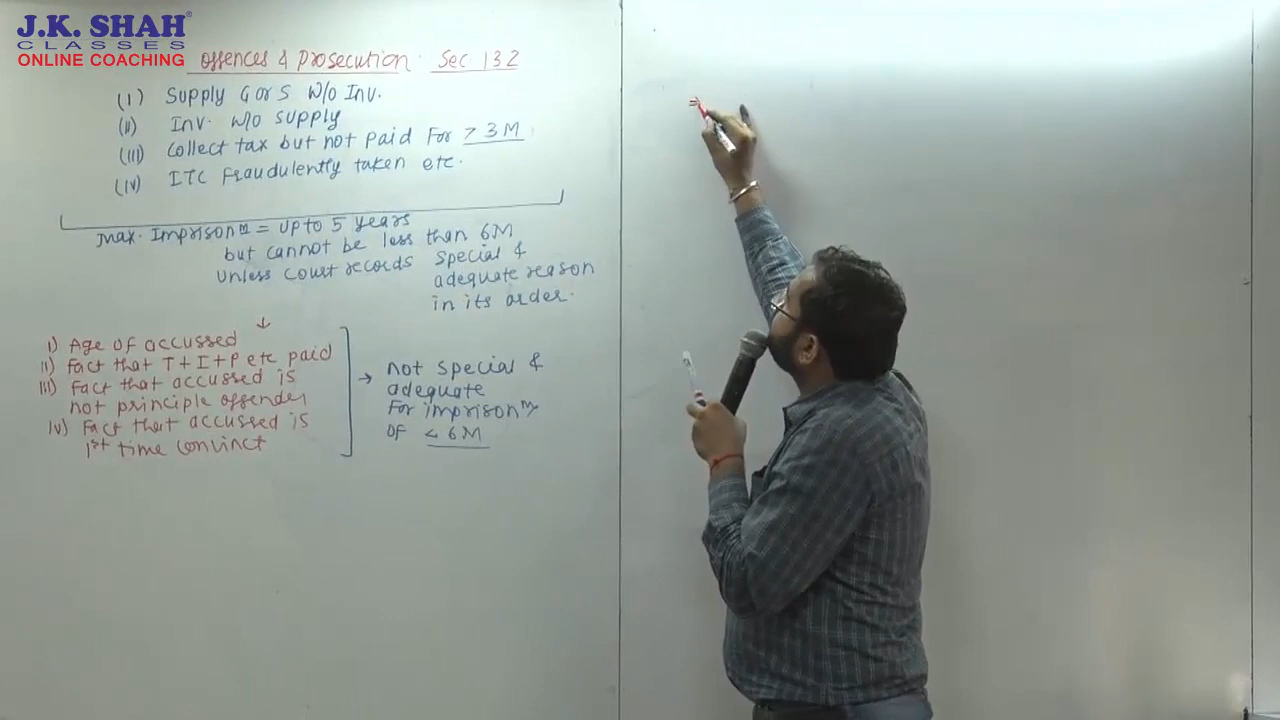 J.K. SHAH®
CLASSES
ONLINE COACHING
offences & Prosecution Sec 132
(I) Supply G or S W/o Inv.
(II) Inv. W/o Supply
(III) Collect tax but not Paid For > 3M
(IV) ITC Fraudulently taken etc.
Max. Imprisonᵐ = Up to 5 years
but cannot be less than 6M
unless court records special &
adequate reason
in its order.
↓
I) Age of accussed
II) Fact that T + I + P etc paid
III) Fact that accussed is
not principle offender
IV) Fact that accussed is
1st time convinct
→ not special &
adequate
For imprisonᵐ
of < 6M